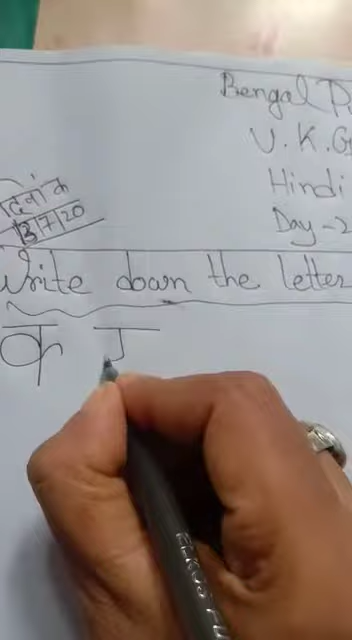 Bengal
U. K. G
Hindi
Day-2
दिनांक
13/7/20
Write down the letter
क